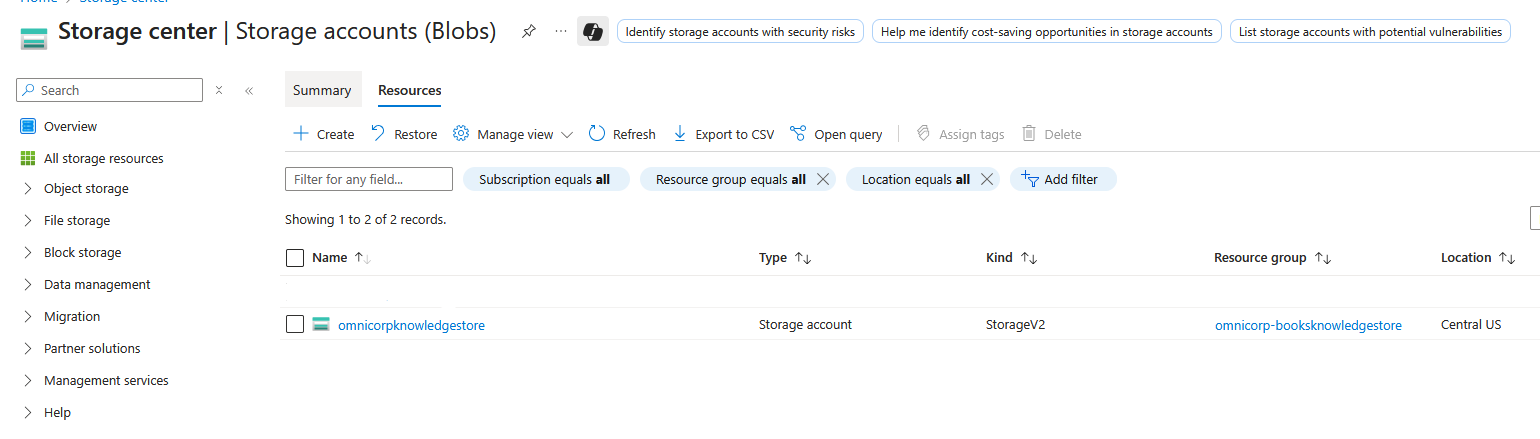 Home > Storage center
Storage center | Storage accounts (Blobs)
Identify storage accounts with security risks
Help me identify cost-saving opportunities in storage accounts
List storage accounts with potential vulnerabilities
Search
Overview
All storage resources
Object storage
File storage
Block storage
Data management
Migration
Partner solutions
Management services
Help
Summary Resources
Create Restore Manage view Refresh Export to CSV Open query Assign tags Delete
Filter for any field... Subscription equals all Resource group equals all Location equals all Add filter
Showing 1 to 2 of 2 records.
Name Type Kind Resource group Location
omnicorpknowledgestore Storage account StorageV2 omnicorp-booksknowledgestore Central US